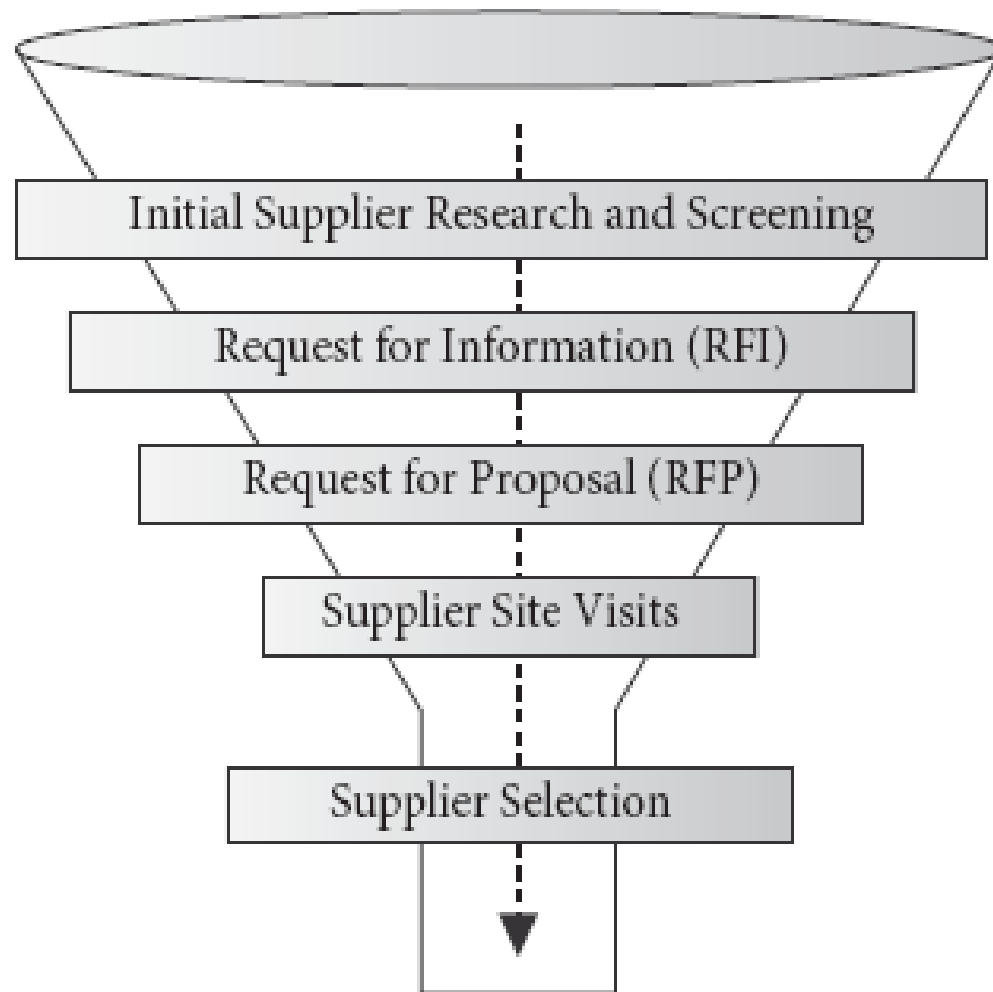 Initial Supplier Research and Screening
Request for Information (RFI)
Request for Proposal (RFP)
Supplier Site Visits
Supplier Selection